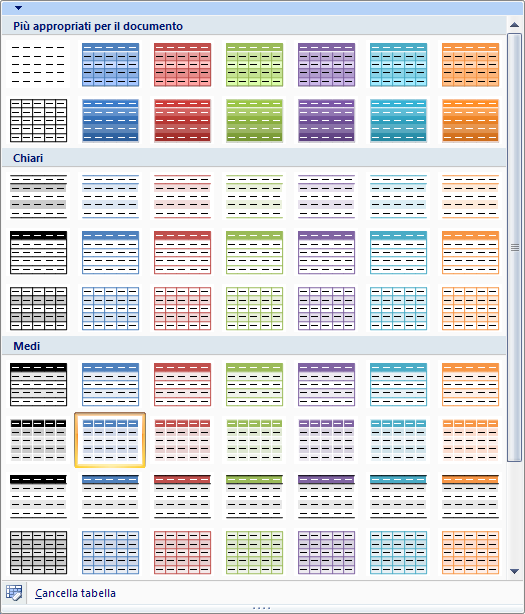 Più appropriati per il documento
Chiari
Medi
Cancella tabella